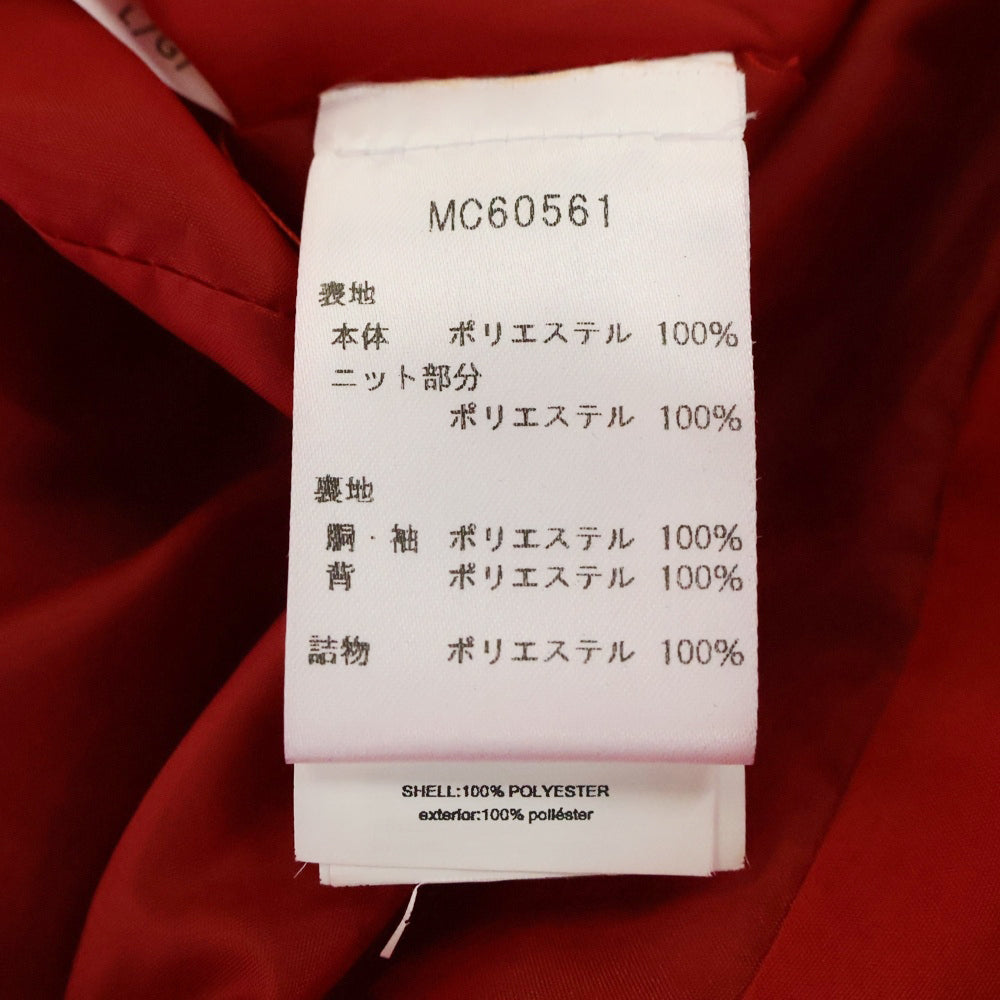 L/G
MC60561
表地
本体 ポリエステル 100%
ニット部分
ポリエステル 100%
裏地
胴・袖 ポリエステル 100%
背 ポリエステル 100%
詰物 ポリエステル 100%
SHELL:100% POLYESTER
exterior:100% poliéster